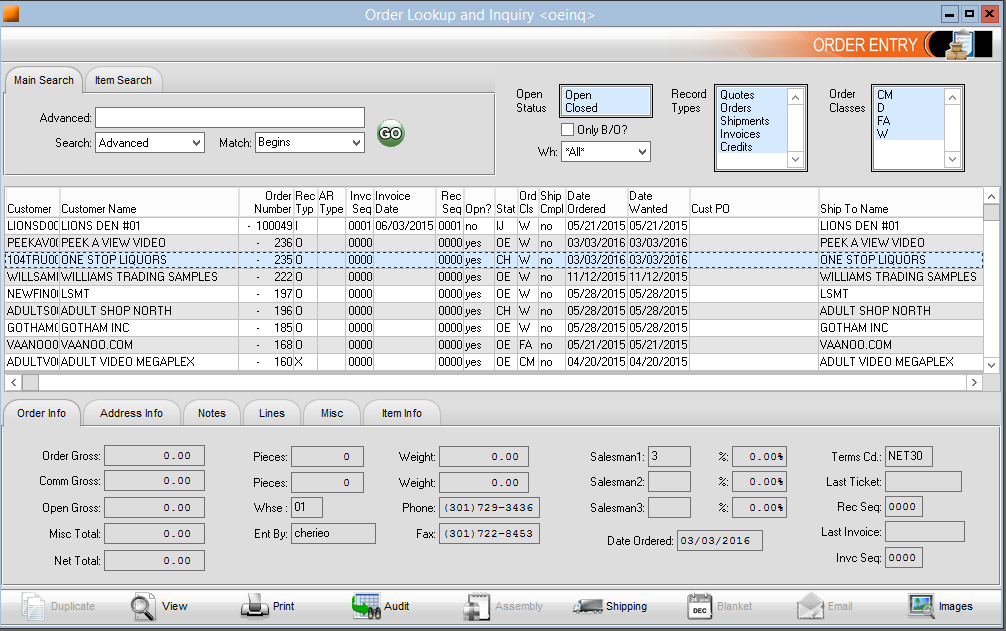 Order Lookup and Inquiry <oeinq>
ORDER ENTRY
Main Search Item Search
Advanced:
Search: Advanced Match: Begins GO
Open Status Open Closed
Only B/O?
Wh: *All*
Record Types Quotes Orders Shipments Invoices Credits
Order Classes CM D FA W
Customer Customer Name Order Number Rec Typ AR Type Invc Seq Invoice Date Rec Seq Opn? Stat Ord Cls Ship Cmpl Date Ordered Date Wanted Cust PO Ship To Name
LIONSD00 LIONS DEN #01 - 100049 I 0001 06/03/2015 0001 no IJ W no 05/21/2015 05/21/2015 LIONS DEN #01
PEEKAV00 PEEK A VIEW VIDEO - 236 O 0000 0000 yes OE W no 03/03/2016 03/03/2016 PEEK A VIEW VIDEO
104TRU00 ONE STOP LIQUORS - 235 O 0000 0000 yes CH W no 03/03/2016 03/03/2016 ONE STOP LIQUORS
WILLSAM WILLIAMS TRADING SAMPLES - 222 O 0000 0000 yes OE W no 11/12/2015 11/12/2015 WILLIAMS TRADING SAMPLES
NEWFIN00 LSMT - 197 O 0000 0000 yes OE W no 05/28/2015 05/28/2015 LSMT
ADULTS00 ADULT SHOP NORTH - 196 O 0000 0000 yes CH W no 05/28/2015 05/28/2015 ADULT SHOP NORTH
GOTHAM0 GOTHAM INC - 185 O 0000 0000 yes OE W no 05/28/2015 05/28/2015 GOTHAM INC
VAANOO0 VAANOO.COM - 168 O 0000 0000 yes OE FA no 05/21/2015 05/21/2015 VAANOO.COM
ADULTV00 ADULT VIDEO MEGAPLEX - 160 X 0000 0000 yes OE CM no 04/20/2015 04/20/2015 ADULT VIDEO MEGAPLEX
Order Info Address Info Notes Lines Misc Item Info
Order Gross: 0.00 Pieces: 0 Weight: 0.00 Salesman1: 3 %: 0.00% Terms Cd.: NET30
Comm Gross: 0.00 Pieces: 0 Weight: 0.00 Salesman2: %: 0.00% Last Ticket:
Open Gross: 0.00 Whse : 01 Phone: (301)729-3436 Salesman3: %: 0.00% Rec Seq: 0000
Misc Total: 0.00 Ent By: cherieo Fax: (301)722-8453 Date Ordered: 03/03/2016 Last Invoice:
Net Total: 0.00 Invc Seq: 0000
Duplicate View Print Audit Assembly Shipping DEC Blanket Email Images